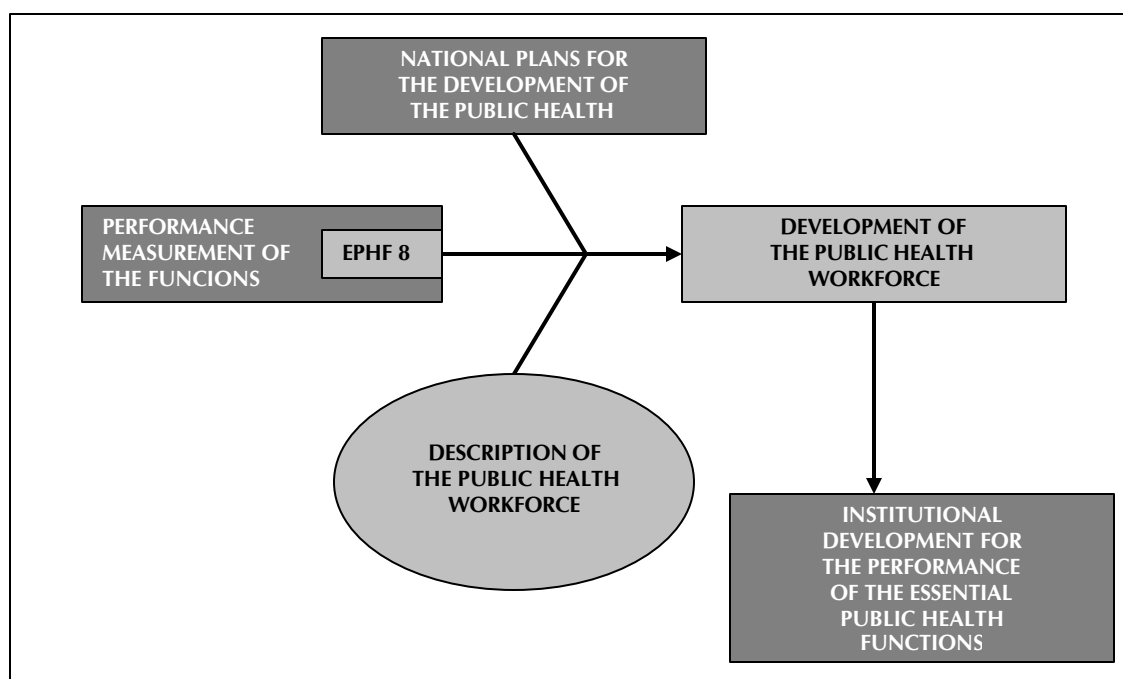 NATIONAL PLANS FOR
THE DEVELOPMENT OF
THE PUBLIC HEALTH
PERFORMANCE
MEASUREMENT OF
THE FUNCIONS
EPHF 8
DEVELOPMENT OF
THE PUBLIC HEALTH
WORKFORCE
DESCRIPTION OF
THE PUBLIC HEALTH
WORKFORCE
INSTITUTIONAL
DEVELOPMENT FOR
THE PERFORMANCE
OF THE ESSENTIAL
PUBLIC HEALTH
FUNCTIONS